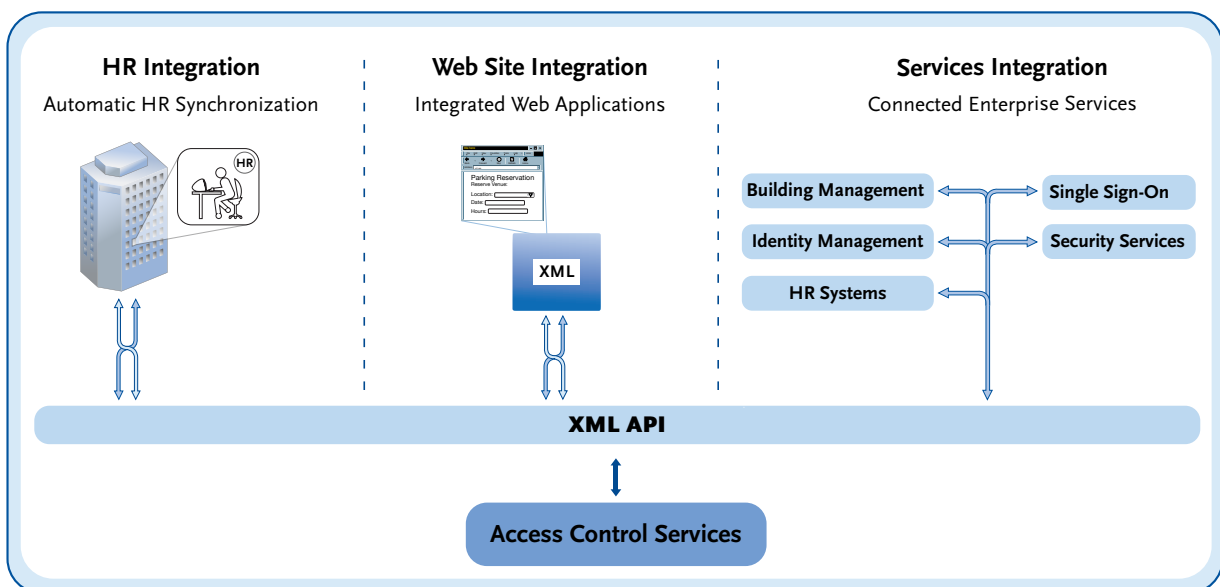 HR Integration
Automatic HR Synchronization
HR
Web Site Integration
Integrated Web Applications
Parking Reservation
Reserve Venue:
Location:
Date:
Hours:
XML
Services Integration
Connected Enterprise Services
Building Management
Single Sign-On
Identity Management
Security Services
HR Systems
XML API
Access Control Services